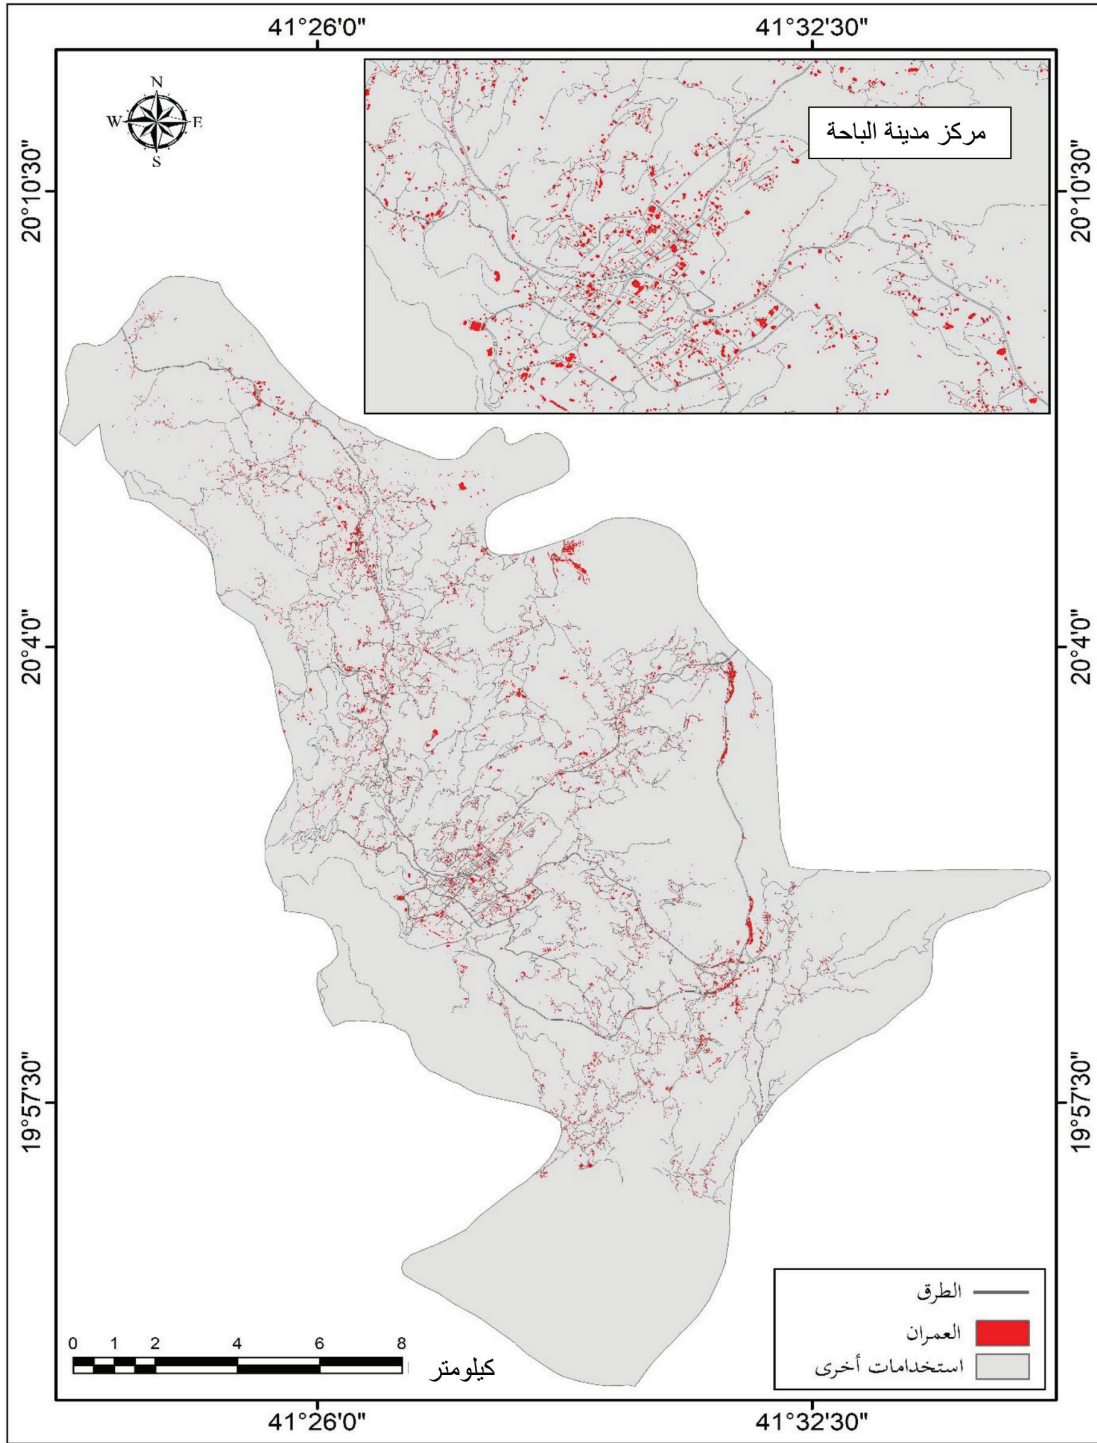 41°26'0"
41°32'30"
N
W
E
S
مركز مدينة الباحة
20°10'30"
20°10'30"
20°4'0"
20°4'0"
19°57'30"
19°57'30"
الطرق
العمران
استخدامات أخرى
0 1 2 4 6 8
كيلومتر
41°26'0"
41°32'30"